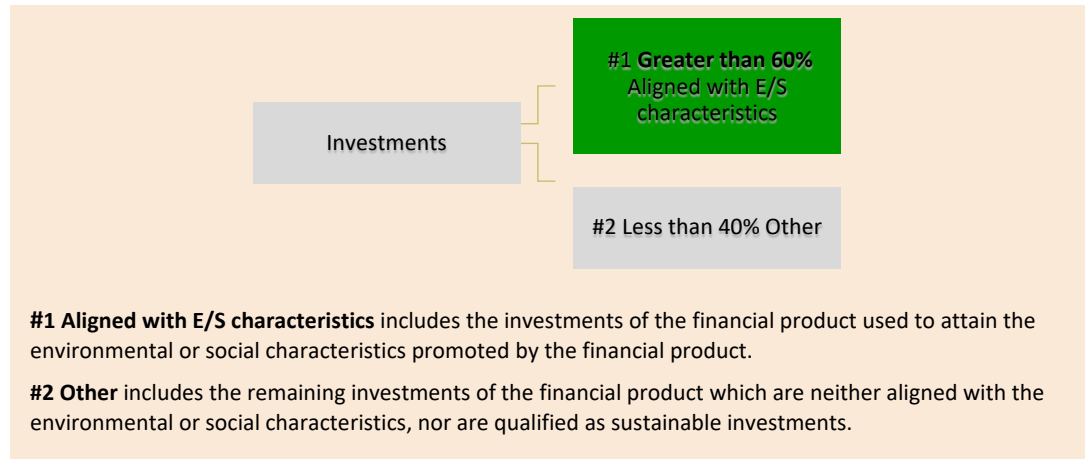 #1 Greater than 60%
Aligned with E/S
characteristics
Investments
#2 Less than 40% Other
#1 Aligned with E/S characteristics includes the investments of the financial product used to attain the
environmental or social characteristics promoted by the financial product.
#2 Other includes the remaining investments of the financial product which are neither aligned with the
environmental or social characteristics, nor are qualified as sustainable investments.